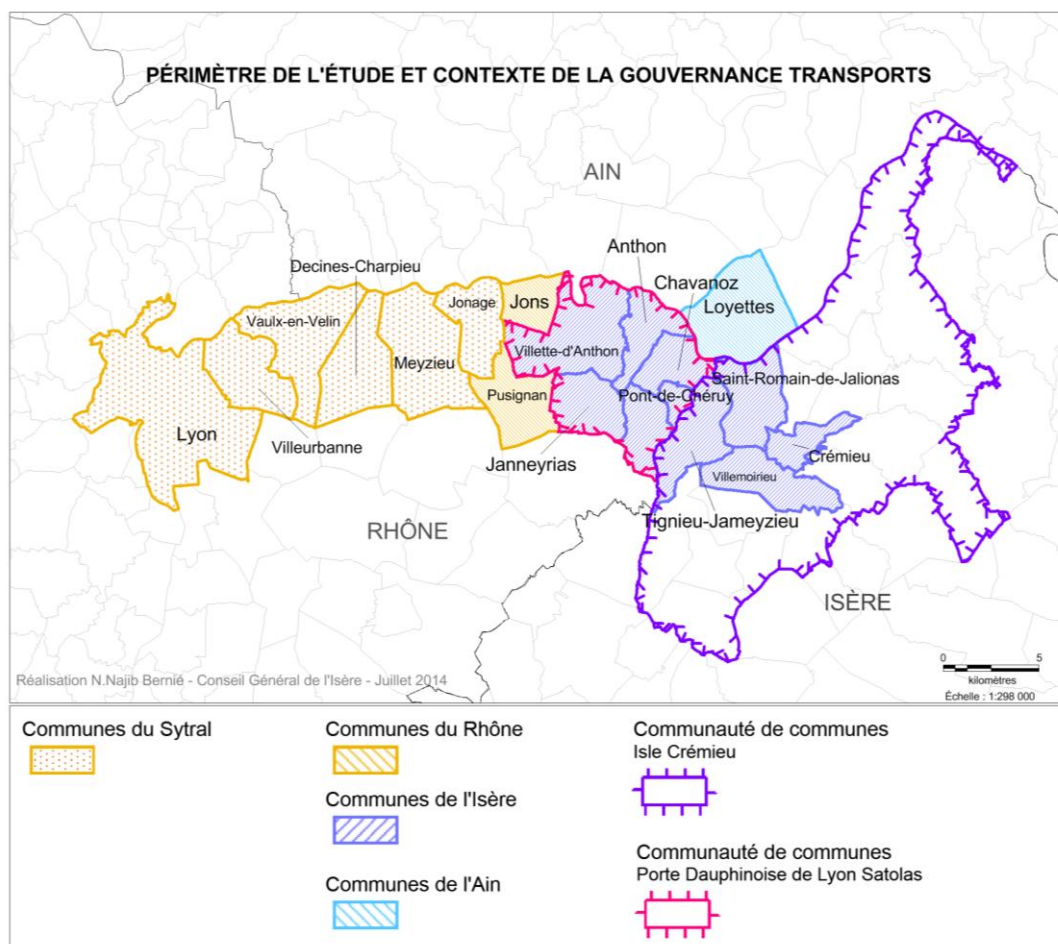 PÉRIMÈTRE DE L'ÉTUDE ET CONTEXTE DE LA GOUVERNANCE TRANSPORTS
AIN
Anthon
Decines-Charpieu
Chavanoz
Jonage
Jons
Loyettes
Vaulx-en-Velin
Villette-d'Anthon
Meyzieu
Saint-Romain-de-Jalionas
Pusignan
Pont-de-Chéruy
Lyon
Villeurbanne
Janneyrias
Crémieu
Villemoirieu
Tignieu-Jameyzieu
RHÔNE
ISÈRE
0 5
kilomètres
Échelle : 1:298 000
Réalisation N.Najib Bernié - Conseil Général de l'Isère - Juillet 2014
Communes du Sytral
Communes du Rhône
Communes de l'Isère
Communes de l'Ain
Communauté de communes
Isle Crémieu
Communauté de communes
Porte Dauphinoise de Lyon Satolas